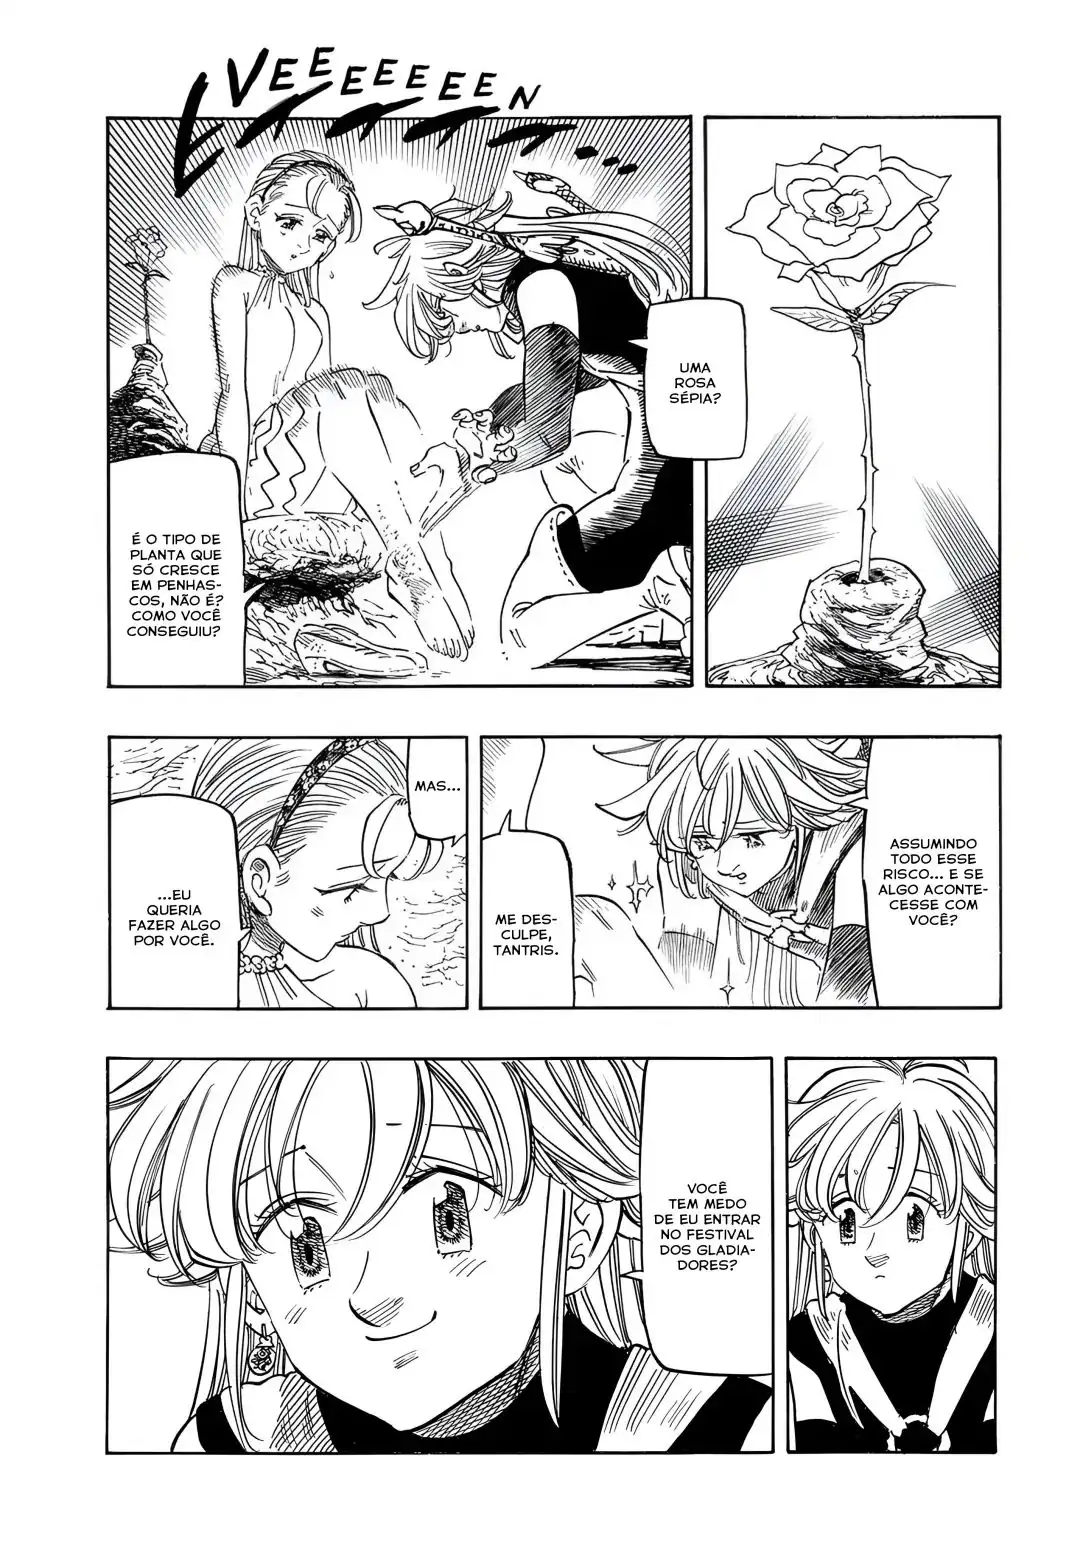 VEEEEEEEN
UMA
ROSA
SÉPIA?
É O TIPO DE
PLANTA QUE
SÓ CRESCE
EM PENHAS-
COS, NÃO É?
COMO VOCÊ
CONSEGUIU?
ASSUMINDO
TODO ESSE
RISCO... E SE
ALGO ACONTE-
CESSE COM
VOCÊ?
ME DES-
CULPE,
TANTRIS.
MAS...
...EU
QUERIA
FAZER ALGO
POR VOCÊ.
VOCÊ
TEM MEDO
DE EU ENTRAR
NO FESTIVAL
DOS GLADIA-
DORES?